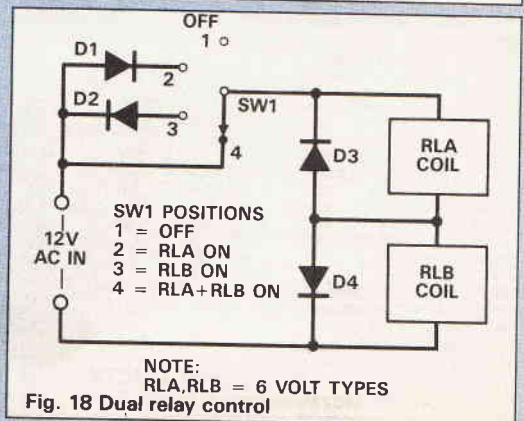 OFF
1
D1
2
D2
3
SW1
4
D3
RLA
COIL
12V
AC IN
SW1 POSITIONS
1 = OFF
2 = RLA ON
3 = RLB ON
4 = RLA+RLB ON
D4
RLB
COIL
NOTE:
RLA,RLB = 6 VOLT TYPES
Fig. 18 Dual relay control